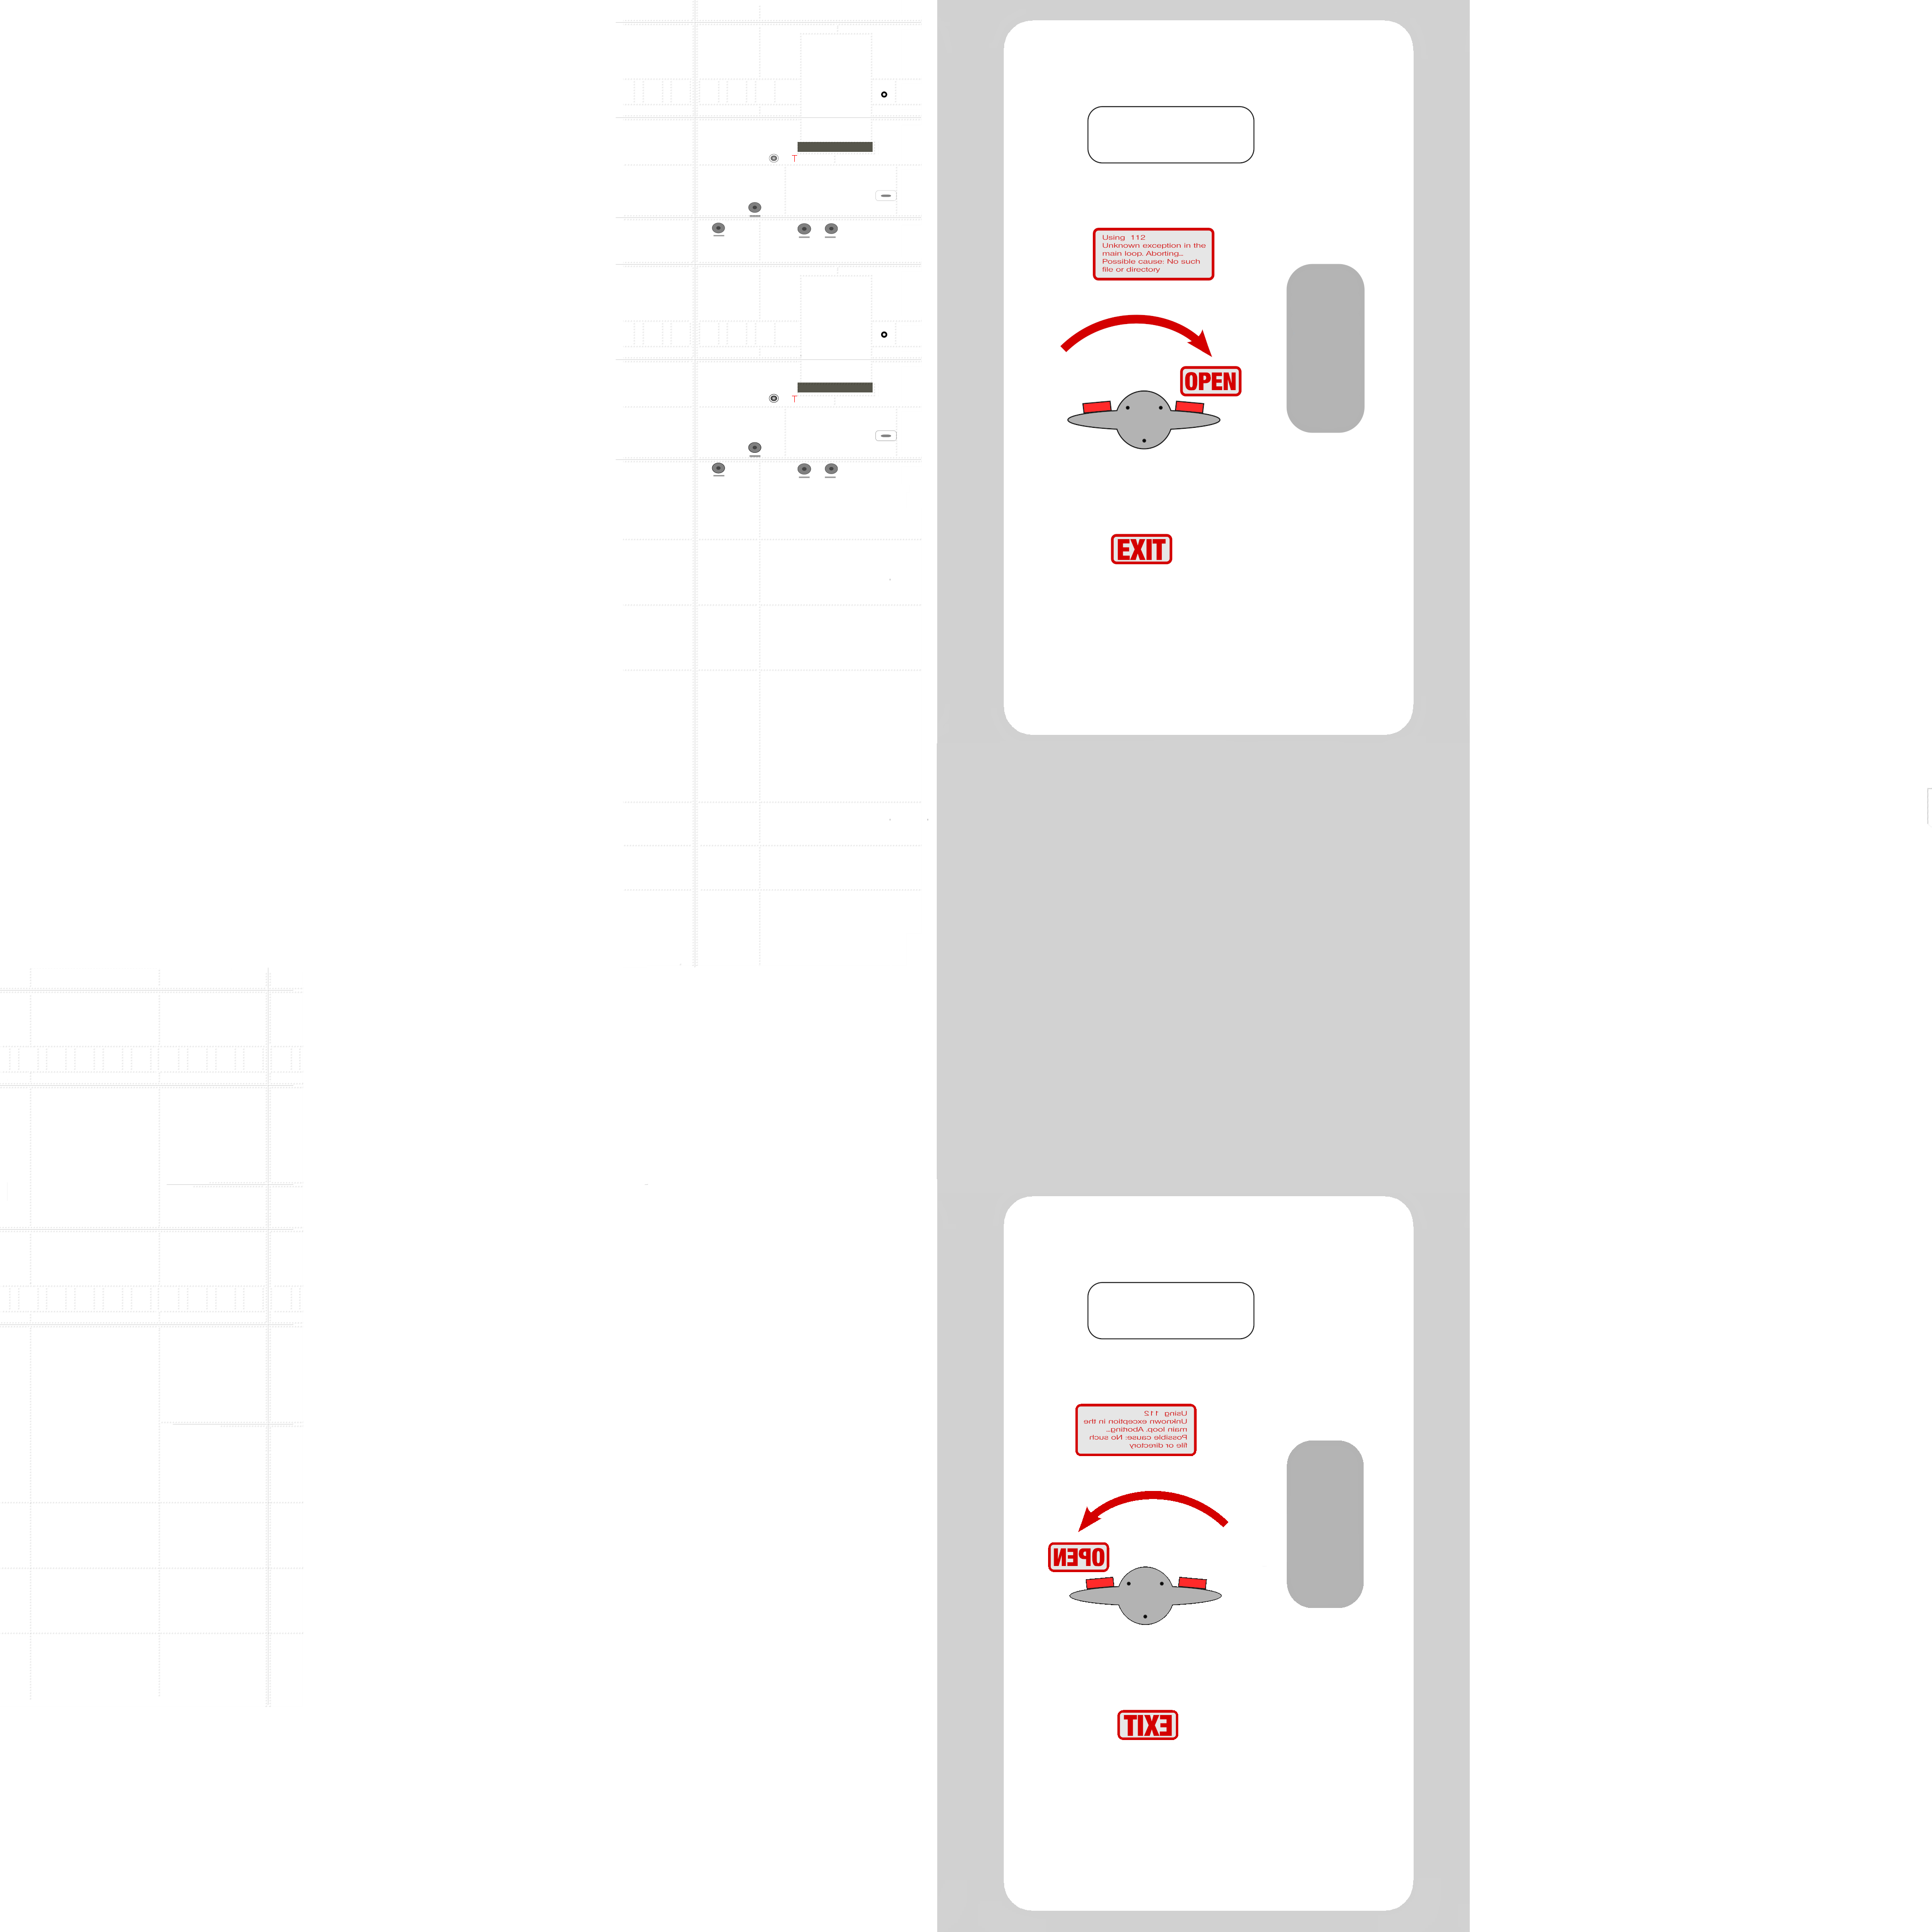 T
Using 112
Unknown exception in the
main loop. Aborting...
Possible cause: No such
file or directory
OPEN
T
EXIT
Using 112
Unknown exception in the
main loop. Aborting...
Possible cause: No such
file or directory
OPEN
EXIT